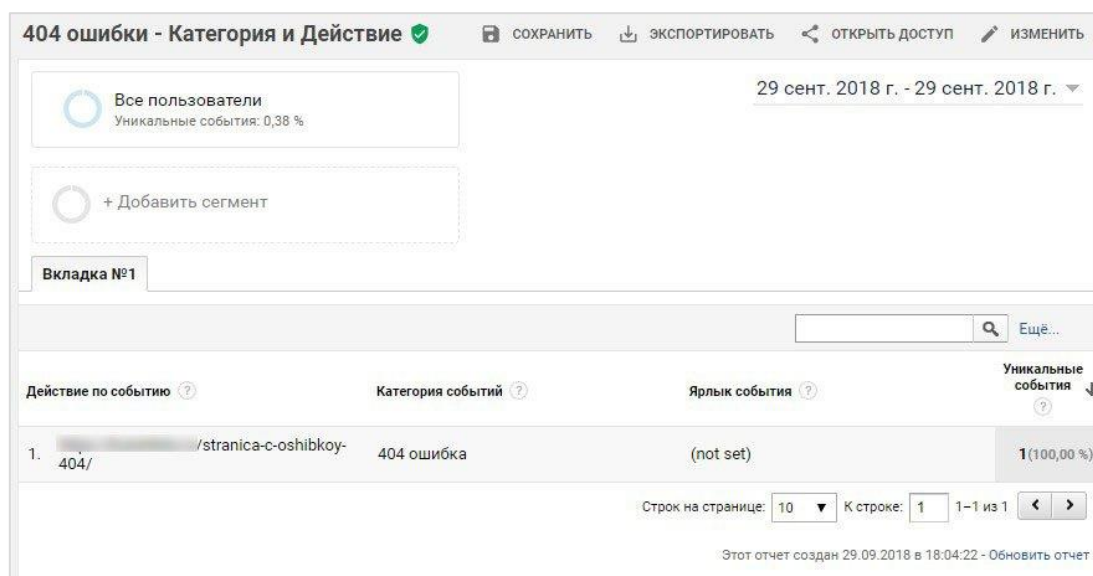 404 ошибки - Категория и Действие
СОХРАНИТЬ
ЭКСПОРТИРОВАТЬ
ОТКРЫТЬ ДОСТУП
ИЗМЕНИТЬ
Все пользователи
Уникальные события: 0,38 %
29 сент. 2018 г. - 29 сент. 2018 г.
+ Добавить сегмент
Вкладка №1
Ещё...
Действие по событию ?
Категория событий ?
Ярлык события ?
Уникальные
события
?
1.
/stranica-c-oshibkoy-
404/
404 ошибка
(not set)
1(100,00 %)
Строк на странице: 10
К строке: 1
1–1 из 1
Этот отчет создан 29.09.2018 в 18:04:22 - Обновить отчет